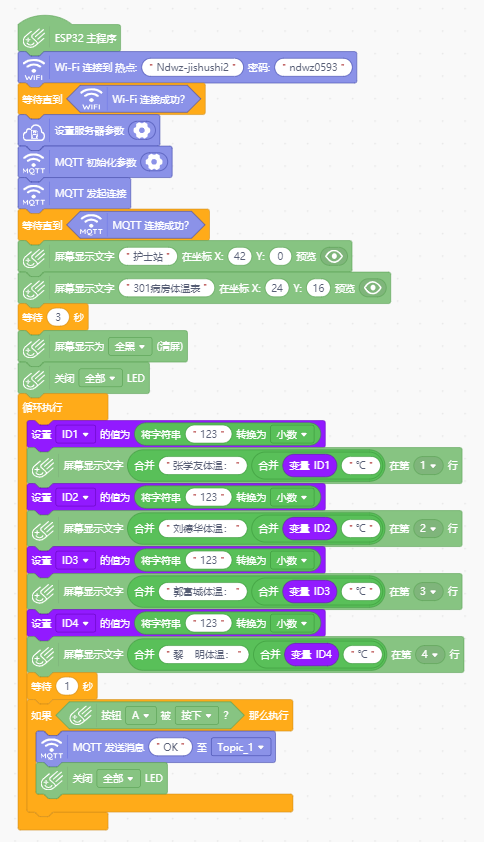 ESP32 主程序
WIFI Wi-Fi 连接到 热点: " Ndwz-jishushi2 " 密码: " ndwz0593 "
等待直到 WIFI Wi-Fi 连接成功?
设置服务器参数
MQTT MQTT 初始化参数
MQTT MQTT 发起连接
等待直到 MQTT MQTT 连接成功?
屏幕显示文字 " 护士站 " 在坐标 X: 42 Y: 0 预览
屏幕显示文字 " 301病房体温表 " 在坐标 X: 24 Y: 16 预览
等待 3 秒
屏幕显示为 全黑 (清屏)
关闭 全部 LED
循环执行
设置 ID1 的值为 将字符串 " 123 " 转换为 小数
屏幕显示文字 合并 " 张学友体温: " 合并 变量 ID1 " ℃ " 在第 1 行
设置 ID2 的值为 将字符串 " 123 " 转换为 小数
屏幕显示文字 合并 " 刘德华体温: " 合并 变量 ID2 " ℃ " 在第 2 行
设置 ID3 的值为 将字符串 " 123 " 转换为 小数
屏幕显示文字 合并 " 郭富城体温: " 合并 变量 ID3 " ℃ " 在第 3 行
设置 ID4 的值为 将字符串 " 123 " 转换为 小数
屏幕显示文字 合并 " 黎 明体温: " 合并 变量 ID4 " ℃ " 在第 4 行
等待 1 秒
如果 按钮 A 被 按下 ? 那么执行
MQTT MQTT 发送消息 " OK " 至 Topic_1
关闭 全部 LED